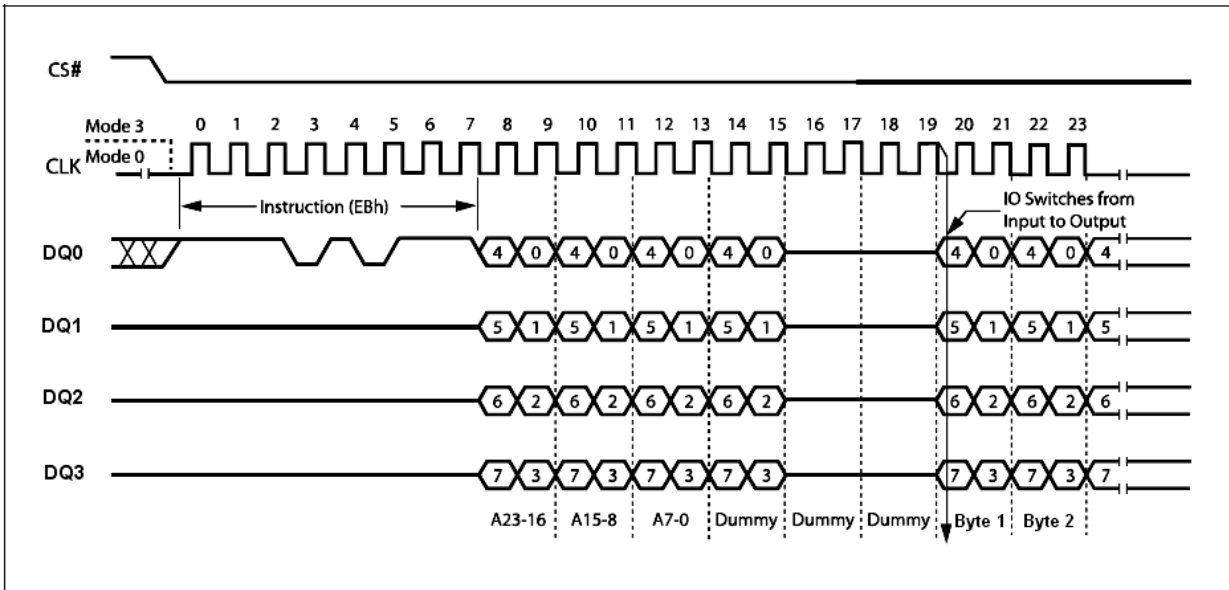 CS#
Mode 3
0 1 2 3 4 5 6 7 8 9 10 11 12 13 14 15 16 17 18 19 20 21 22 23
Mode 0
CLK
Instruction (EBh)
IO Switches from
Input to Output
DQ0 4 0 4 0 4 0 4 0 4 0 4 0 4
DQ1 5 1 5 1 5 1 5 1 5 1 5 1 5
DQ2 6 2 6 2 6 2 6 2 6 2 6 2 6
DQ3 7 3 7 3 7 3 7 3 7 3 7 3 7
A23-16 A15-8 A7-0 Dummy Dummy Dummy Byte 1 Byte 2